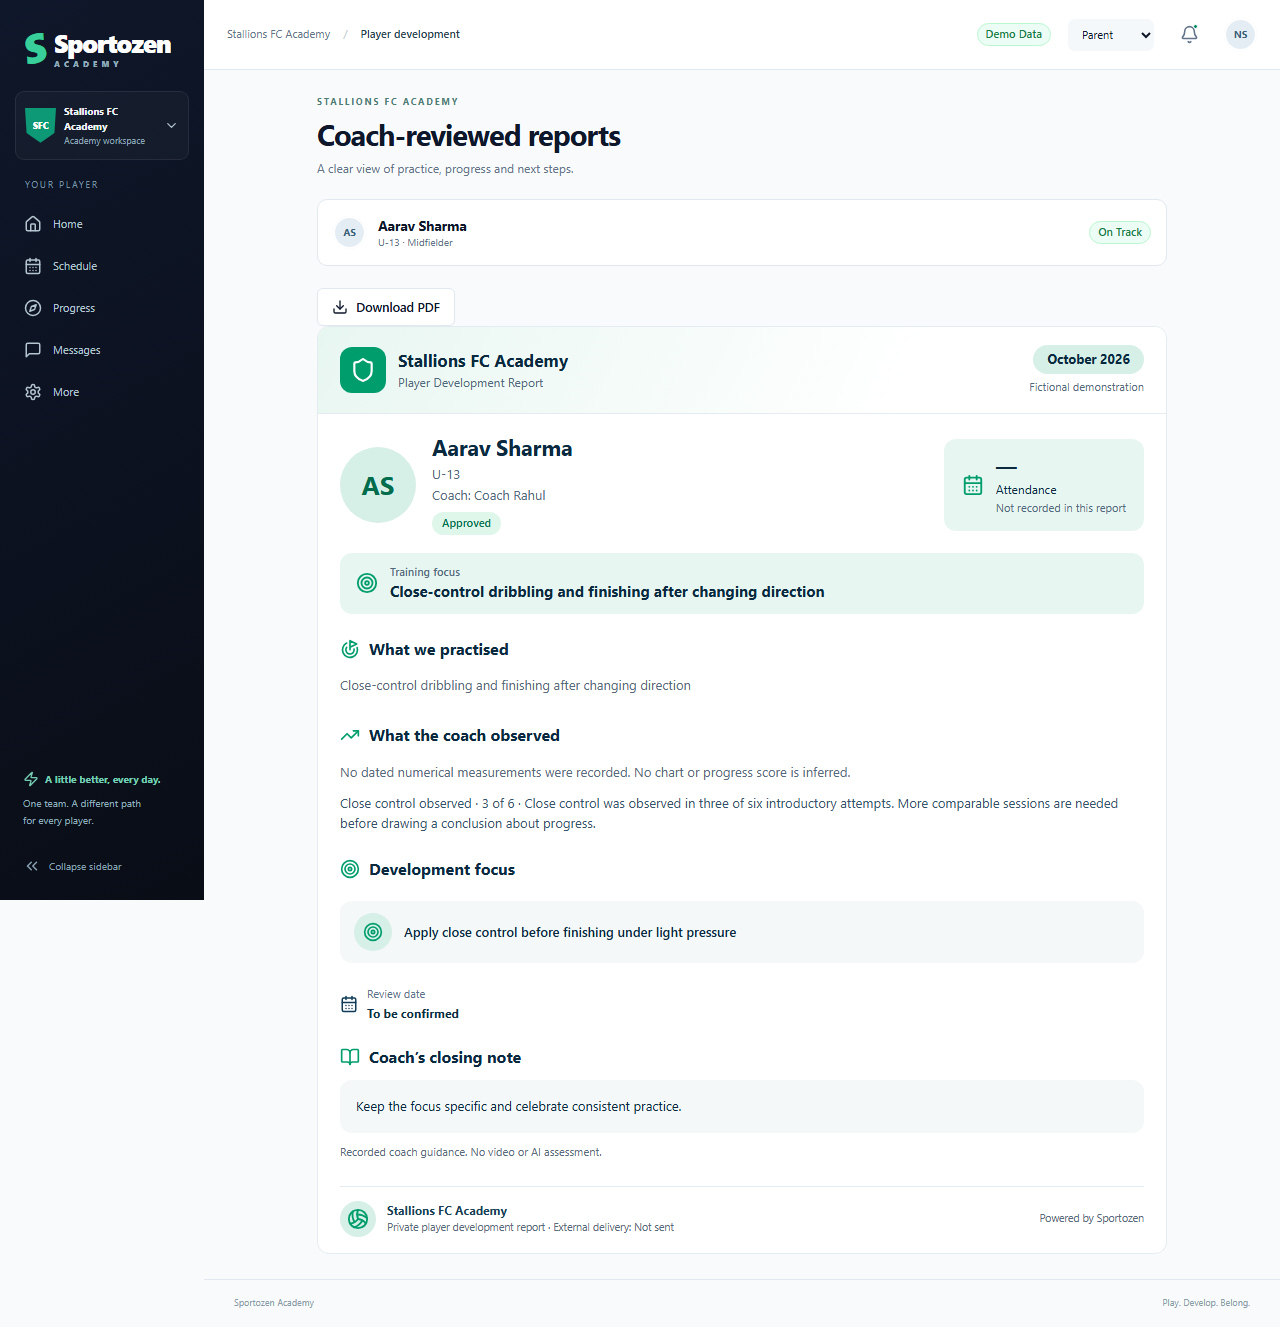 Sportozen
ACADEMY
SFC
Stallions FC
Academy
Academy workspace
YOUR PLAYER
Home
Schedule
Progress
Messages
More
A little better, every day.
One team. A different path
for every player.
Collapse sidebar
Stallions FC Academy / Player development
Demo Data
Parent
NS
STALLIONS FC ACADEMY
Coach-reviewed reports
A clear view of practice, progress and next steps.
AS
Aarav Sharma
U-13 · Midfielder
On Track
Download PDF
Stallions FC Academy
Player Development Report
October 2026
Fictional demonstration
AS
Aarav Sharma
U-13
Coach: Coach Rahul
Approved
—
Attendance
Not recorded in this report
Training focus
Close-control dribbling and finishing after changing direction
What we practised
Close-control dribbling and finishing after changing direction
What the coach observed
No dated numerical measurements were recorded. No chart or progress score is inferred.
Close control observed · 3 of 6 · Close control was observed in three of six introductory attempts. More comparable sessions are needed
before drawing a conclusion about progress.
Development focus
Apply close control before finishing under light pressure
Review date
To be confirmed
Coach's closing note
Keep the focus specific and celebrate consistent practice.
Recorded coach guidance. No video or AI assessment.
Stallions FC Academy
Private player development report · External delivery: Not sent
Powered by Sportozen
Sportozen Academy
Play. Develop. Belong.